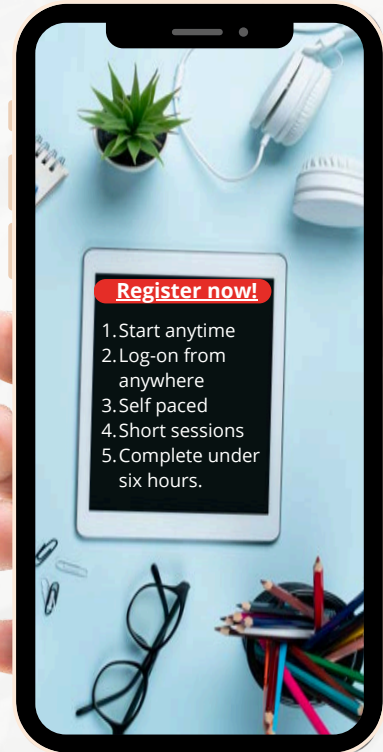 Register now!
1.Start anytime
2.Log-on from
anywhere
3.Self paced
4.Short sessions
5.Complete under
six hours.